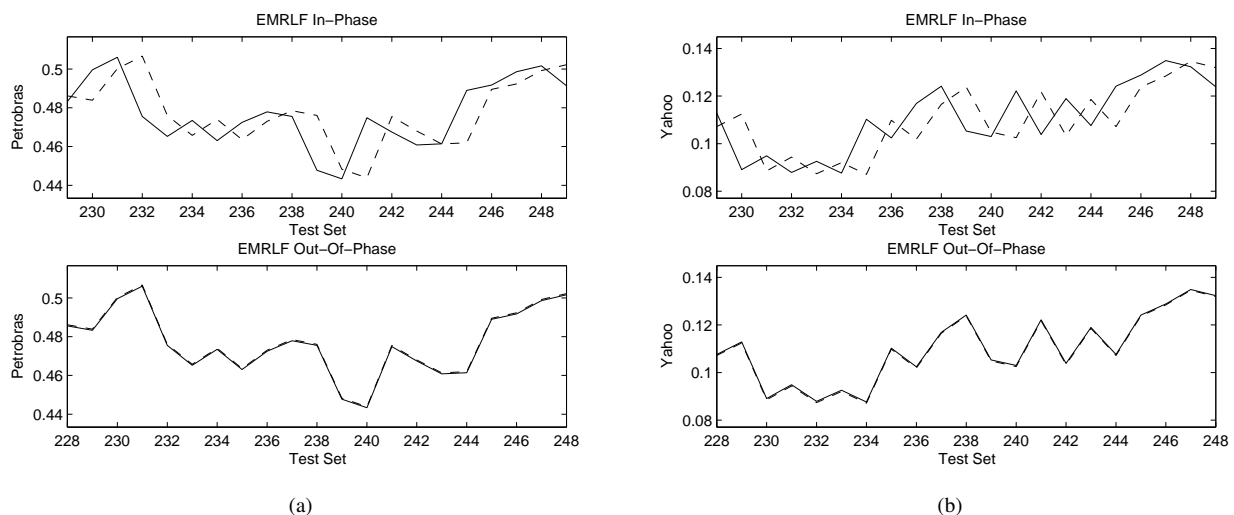 EMRLF In−Phase
0.5
0.48
0.46
0.44
Petrobras
230 232 234 236 238 240 242 244 246 248
Test Set
EMRLF Out−Of−Phase
0.5
0.48
0.46
0.44
Petrobras
228 230 232 234 236 238 240 242 244 246 248
Test Set
(a)
EMRLF In−Phase
0.14
0.12
0.1
0.08
Yahoo
230 232 234 236 238 240 242 244 246 248
Test Set
EMRLF Out−Of−Phase
0.14
0.12
0.1
0.08
Yahoo
228 230 232 234 236 238 240 242 244 246 248
Test Set
(b)